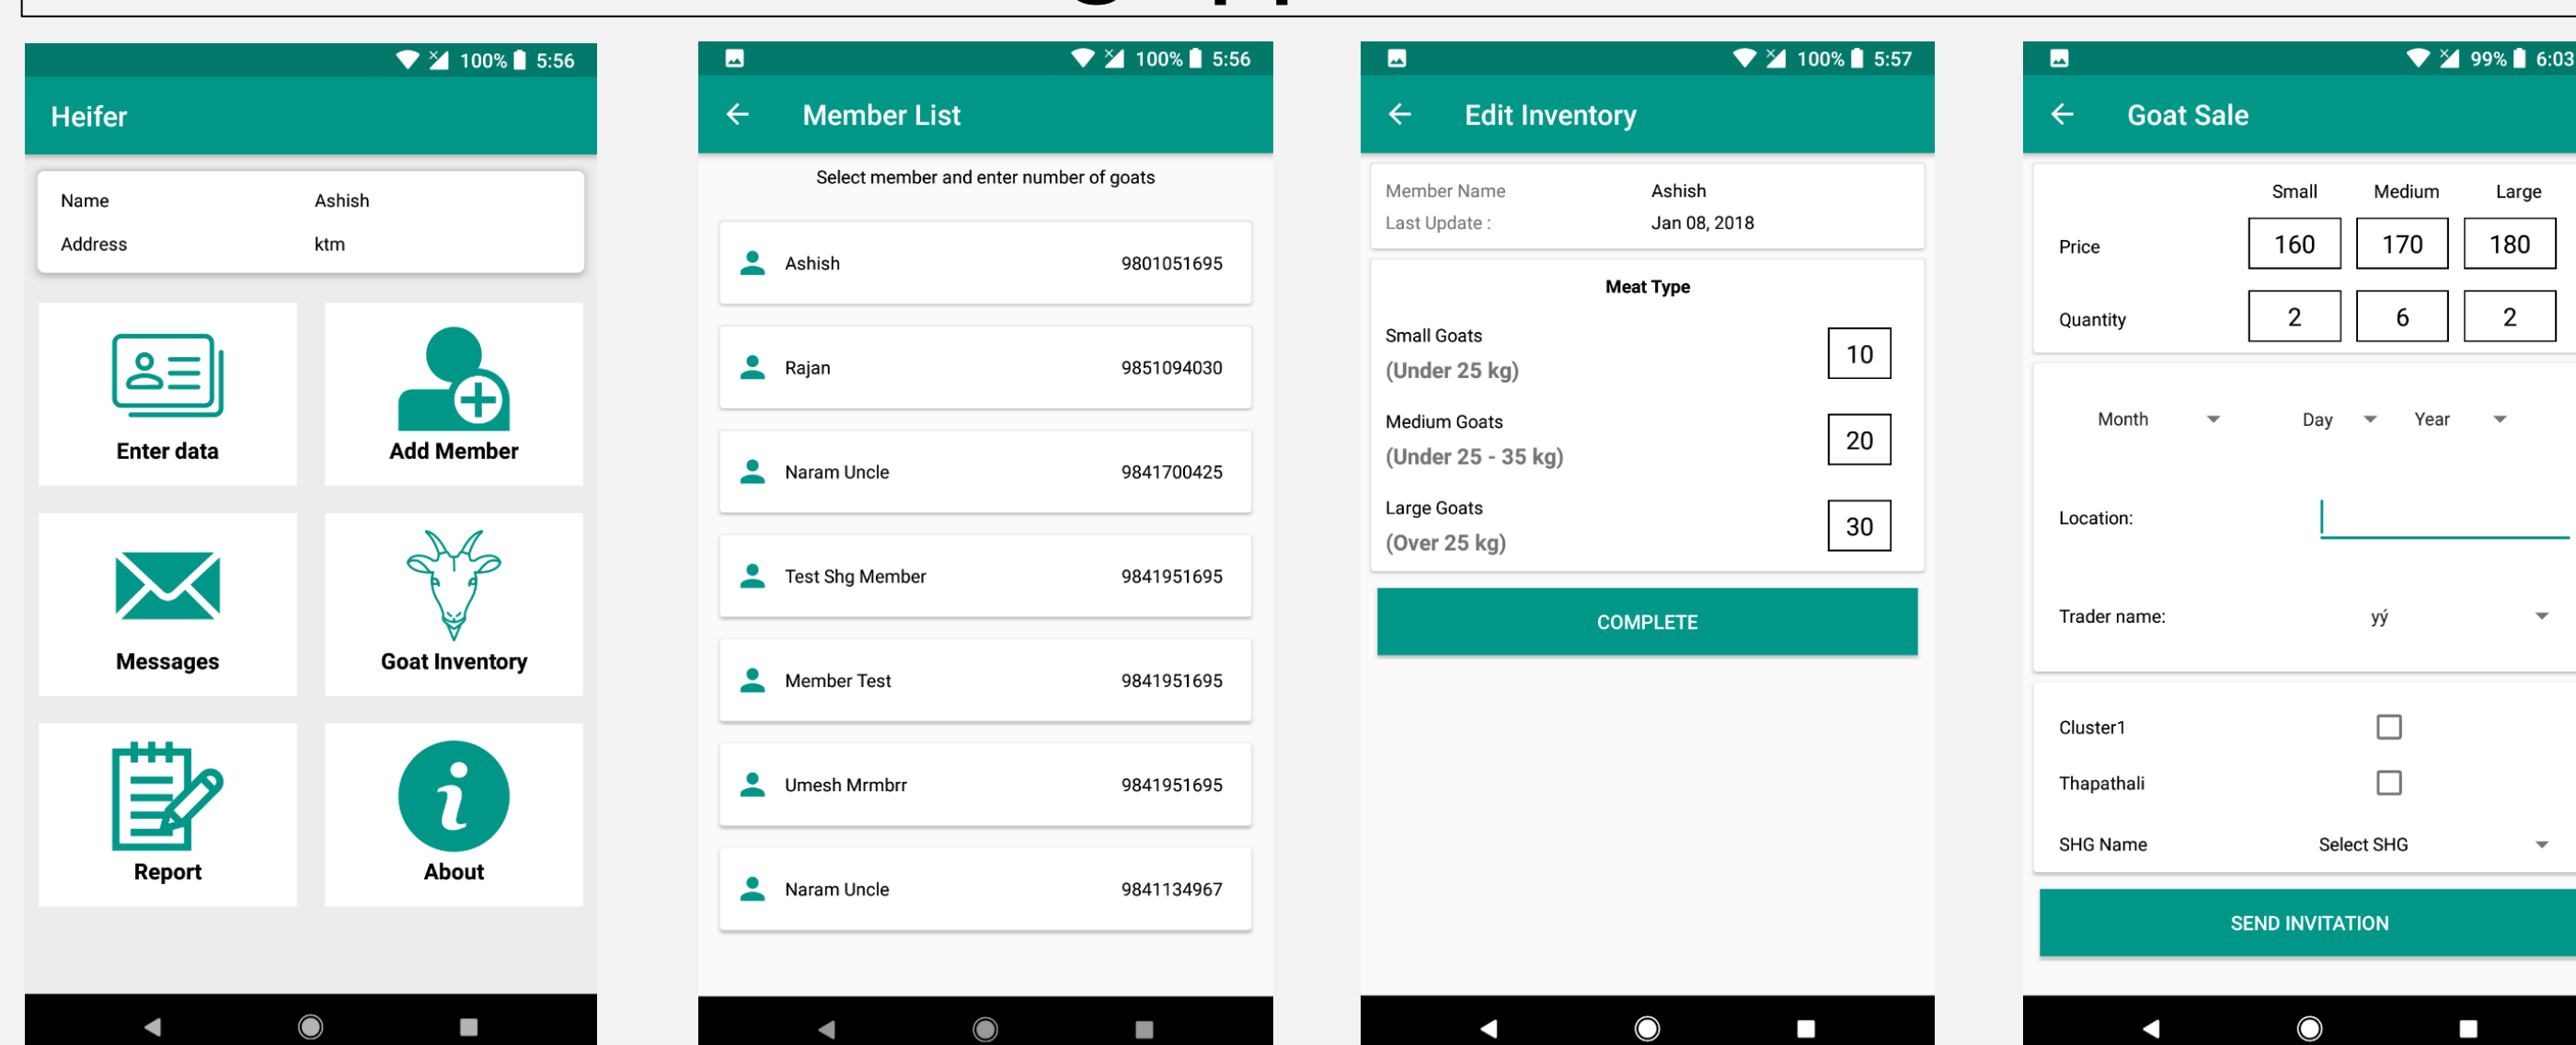 100% 5:56
Heifer
Name Ashish
Address ktm
Enter data Add Member
Messages Goat Inventory
Report About
100% 5:56
Member List
Select member and enter number of goats
Ashish 9801051695
Rajan 9851094030
Naram Uncle 9841700425
Test Shg Member 9841951695
Member Test 9841951695
Umesh Mrmbrr 9841951695
Naram Uncle 9841134967
100% 5:57
Edit Inventory
Member Name Ashish
Last Update : Jan 08, 2018
Meat Type
Small Goats
(Under 25 kg) 10
Medium Goats
(Under 25 - 35 kg) 20
Large Goats
(Over 25 kg) 30
COMPLETE
99% 6:03
Goat Sale
Small Medium Large
Price 160 170 180
Quantity 2 6 2
Month Day Year
Location:
Trader name: yý
Cluster1
Thapathali
SHG Name Select SHG
SEND INVITATION